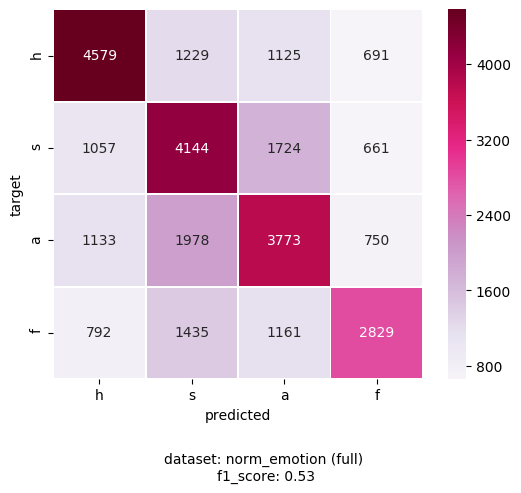 h 4579 1229 1125 691
s 1057 4144 1724 661
a 1133 1978 3773 750
f 792 1435 1161 2829
h s a f
target
predicted
4000
3200
2400
1600
800
dataset: norm_emotion (full)
f1_score: 0.53